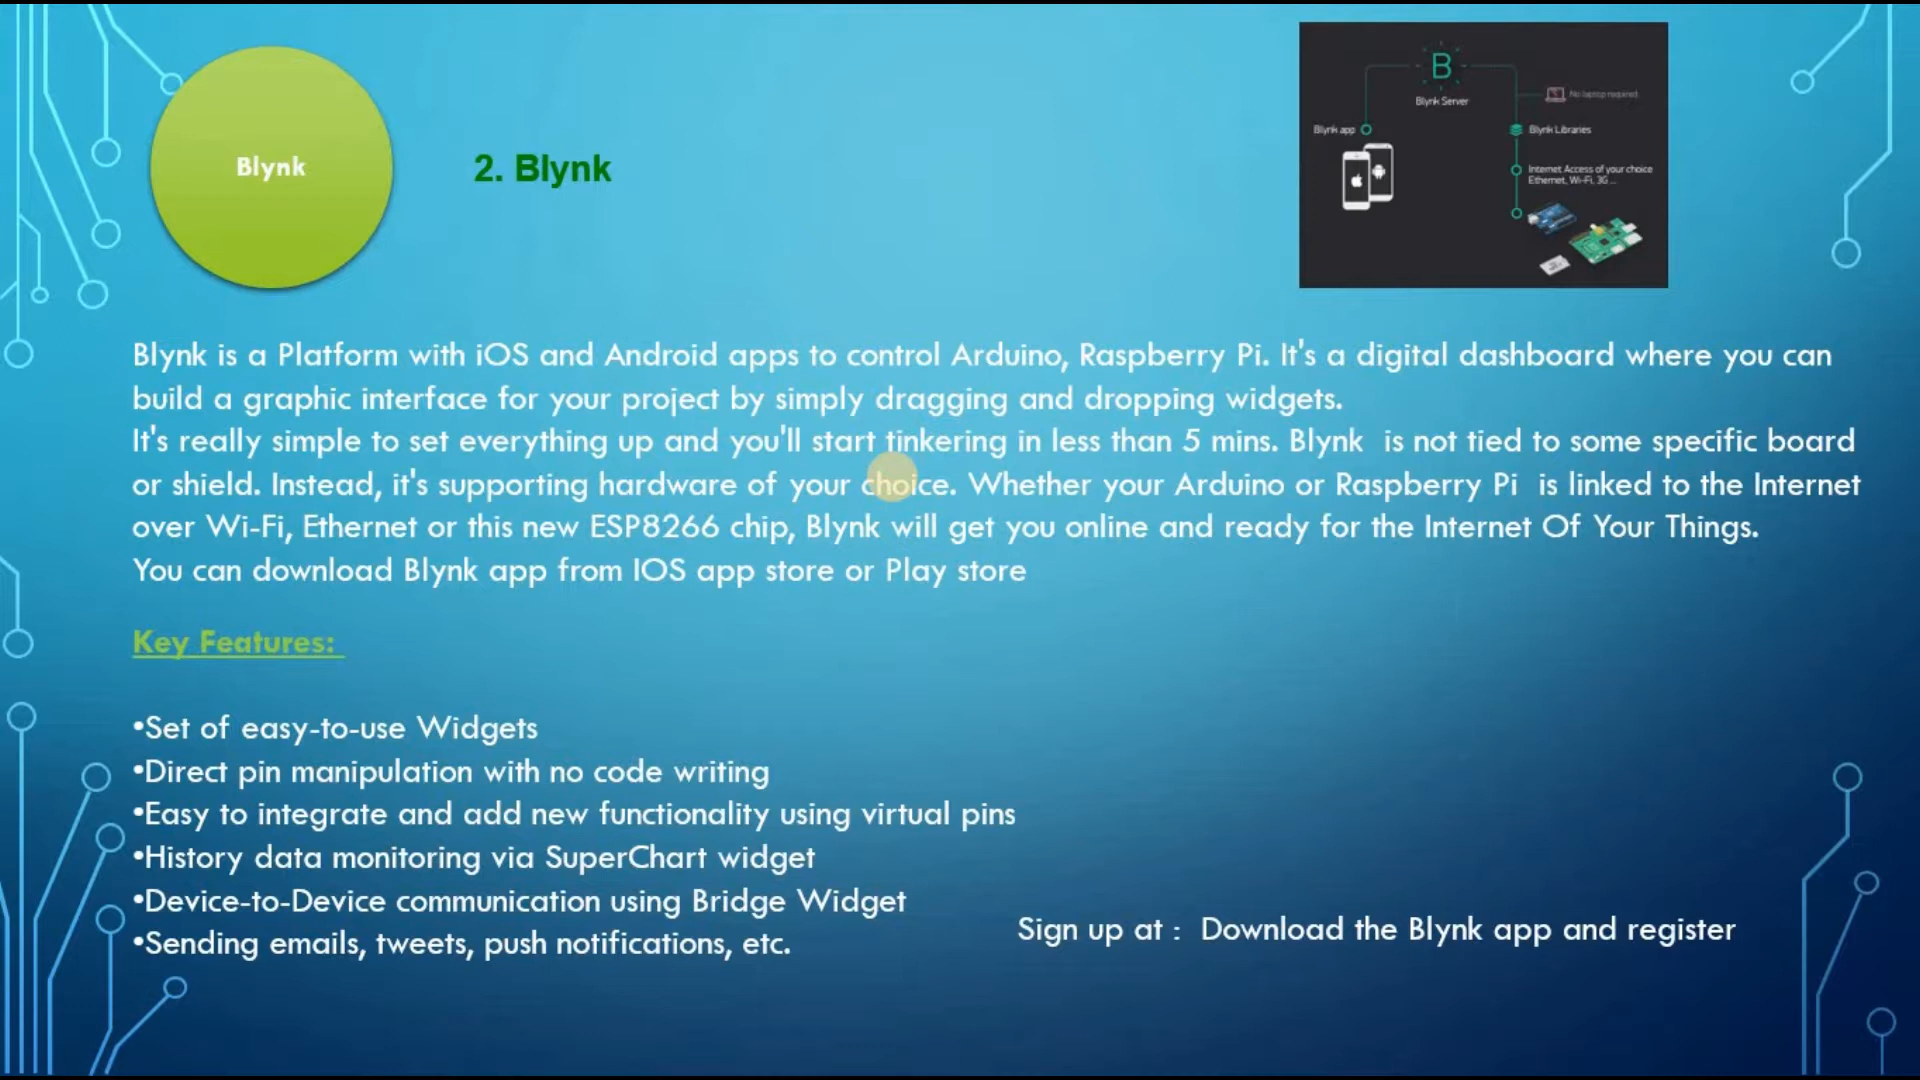 Blynk
2. Blynk
B
Blynk Server
No laptop required
Blynk app
Blynk Libraries
Internet Access of your choice
Ethernet, Wi-Fi, 3G ...
Blynk is a Platform with iOS and Android apps to control Arduino, Raspberry Pi. It's a digital dashboard where you can
build a graphic interface for your project by simply dragging and dropping widgets.
It's really simple to set everything up and you'll start tinkering in less than 5 mins. Blynk  is not tied to some specific board
or shield. Instead, it's supporting hardware of your choice. Whether your Arduino or Raspberry Pi  is linked to the Internet
over Wi-Fi, Ethernet or this new ESP8266 chip, Blynk will get you online and ready for the Internet Of Your Things.
You can download Blynk app from IOS app store or Play store
Key Features:
•Set of easy-to-use Widgets
•Direct pin manipulation with no code writing
•Easy to integrate and add new functionality using virtual pins
•History data monitoring via SuperChart widget
•Device-to-Device communication using Bridge Widget
•Sending emails, tweets, push notifications, etc.
Sign up at :  Download the Blynk app and register